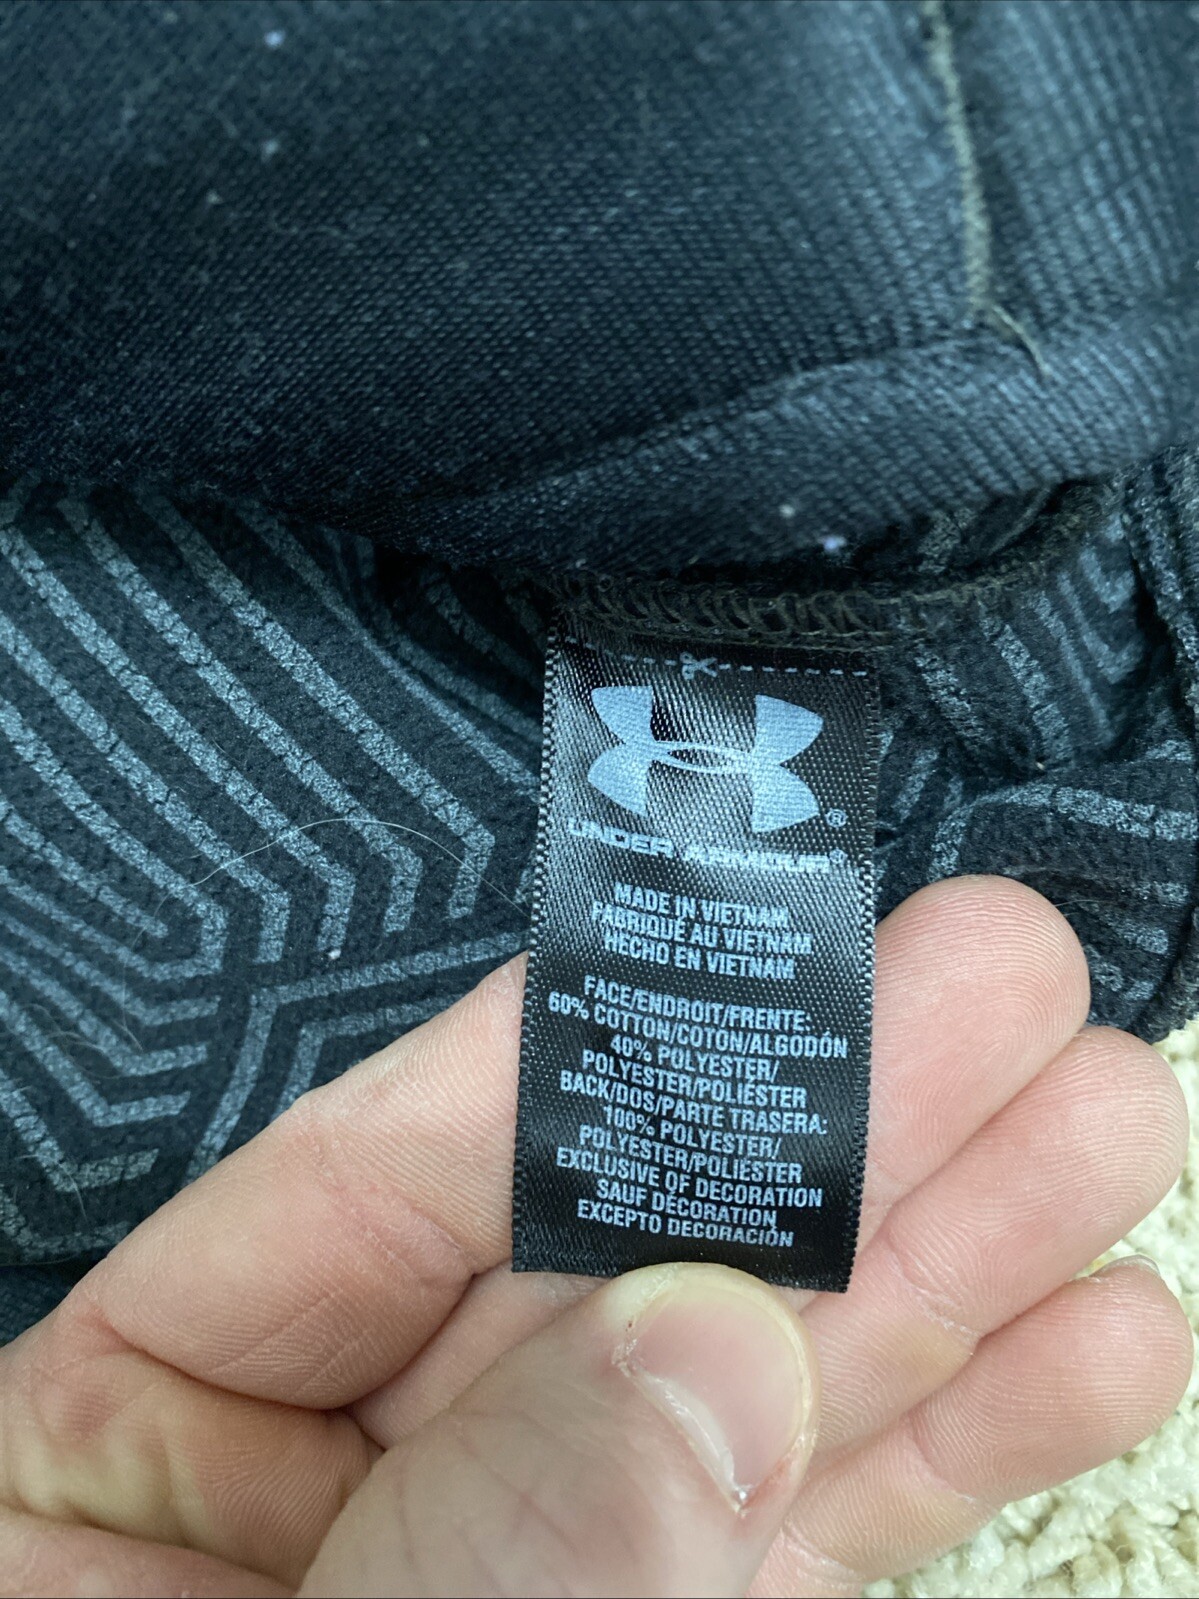 ®
UNDER ARMOUR®
MADE IN VIETNAM
FABRIQUÉ AU VIETNAM
HECHO EN VIETNAM
FACE/ENDROIT/FRENTE:
60% COTTON/COTON/ALGODÓN
40% POLYESTER/
POLYESTER/POLIÉSTER
BACK/DOS/PARTE TRASERA:
100% POLYESTER/
POLYESTER/POLIÉSTER
EXCLUSIVE OF DECORATION
SAUF DÉCORATION
EXCEPTO DECORACIÓN